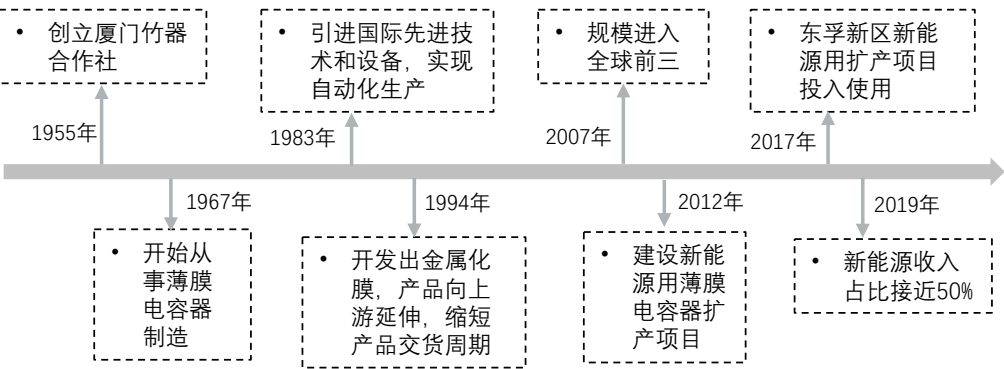 • 创立厦门竹器
合作社
• 引进国际先进技
术和设备，实现
自动化生产
• 规模进入
全球前三
• 东孚新区新能
源用扩产项目
投入使用
1955年
1983年
2007年
2017年
1967年
1994年
2012年
2019年
• 开始从
事薄膜
电容器
制造
• 开发出金属化
膜，产品向上
游延伸，缩短
产品交货周期
• 建设新能
源用薄膜
电容器扩
产项目
• 新能源收入
占比接近50%